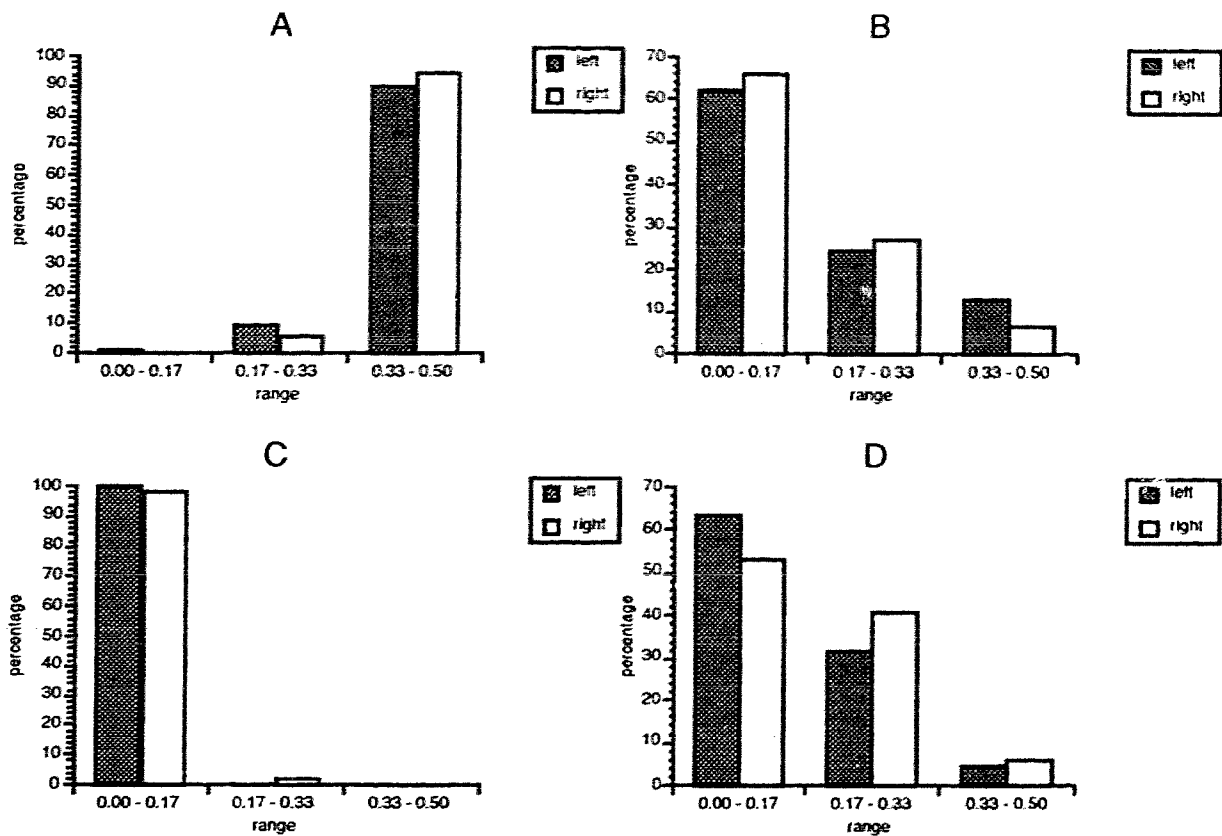 A
100
90
80
70
60
50
40
30
20
10
0
percentage
0.00 - 0.17
0.17 - 0.33
0.33 - 0.50
range
left
right
B
70
60
50
40
30
20
10
0
percentage
0.00 - 0.17
0.17 - 0.33
0.33 - 0.50
range
left
right
C
100
90
80
70
60
50
40
30
20
10
0
percentage
0.00 - 0.17
0.17 - 0.33
0.33 - 0.50
range
left
right
D
70
60
50
40
30
20
10
0
percentage
0.00 - 0.17
0.17 - 0.33
0.33 - 0.50
range
left
right